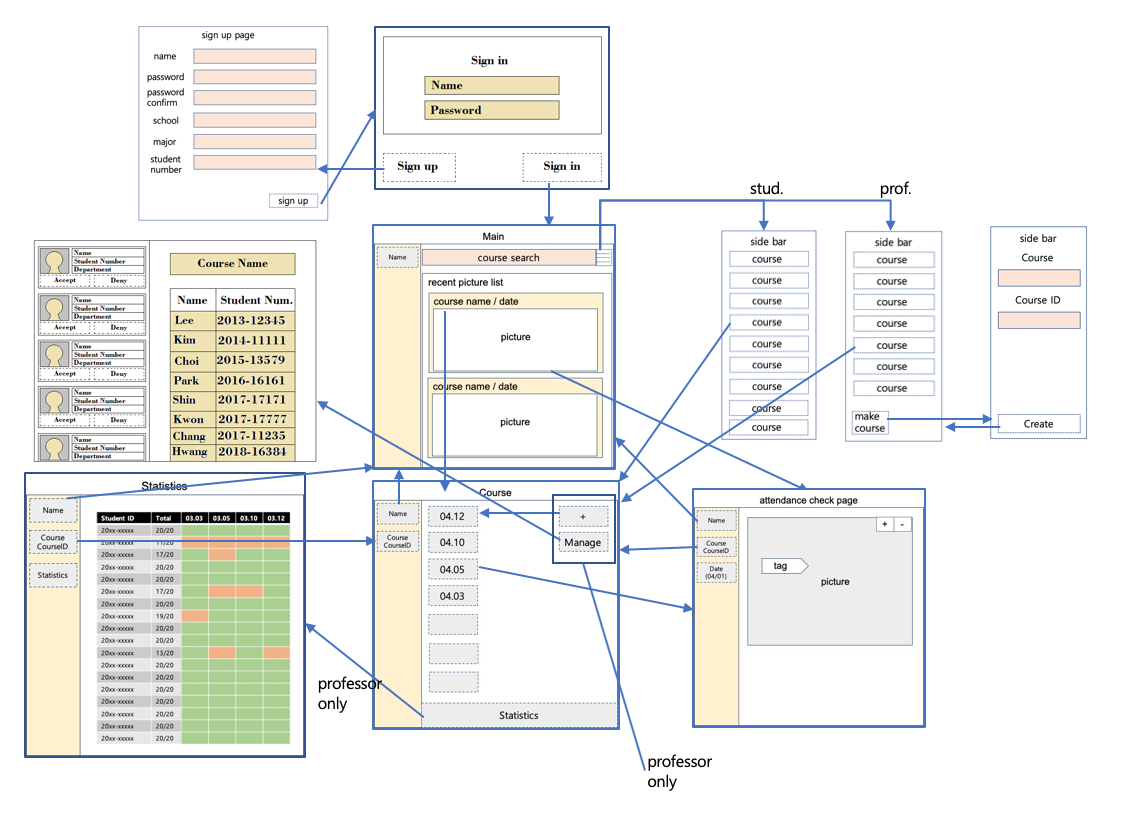 sign up page
name
password
password
confirm
school
major
student
number
sign up
Sign in
Name
Password
Sign up
Sign in
stud.
prof.
Name
Student Number
Department
Accept Deny
Name
Student Number
Department
Accept Deny
Name
Student Number
Department
Accept Deny
Name
Student Number
Department
Accept Deny
Name
Student Number
Department
Course Name
Name Student Num.
Lee 2013-12345
Kim 2014-11111
Choi 2015-13579
Park 2016-16161
Shin 2017-17171
Kwon 2017-17777
Chang 2017-11235
Hwang 2018-16384
Main
Name
course search
recent picture list
course name / date
picture
course name / date
picture
side bar
course
course
course
course
course
course
course
course
course
side bar
course
course
course
course
course
course
course
make
course
side bar
Course
Course ID
Create
Statistics
Name
Course
CourseID
Statistics
Student ID Total 03.03 03.05 03.10 03.12
20xx-xxxxx 20/20
20xx-xxxxx 11/20
20xx-xxxxx 17/20
20xx-xxxxx 20/20
20xx-xxxxx 20/20
20xx-xxxxx 17/20
20xx-xxxxx 20/20
20xx-xxxxx 19/20
20xx-xxxxx 20/20
20xx-xxxxx 20/20
20xx-xxxxx 13/20
20xx-xxxxx 20/20
20xx-xxxxx 20/20
20xx-xxxxx 20/20
20xx-xxxxx 20/20
20xx-xxxxx 20/20
20xx-xxxxx 20/20
20xx-xxxxx 20/20
professor
only
Course
Name
Course
CourseID
04.12
04.10
04.05
04.03
+
Manage
Statistics
professor
only
attendance check page
Name
Course
CourseID
Date
(04/01)
+ -
tag
picture